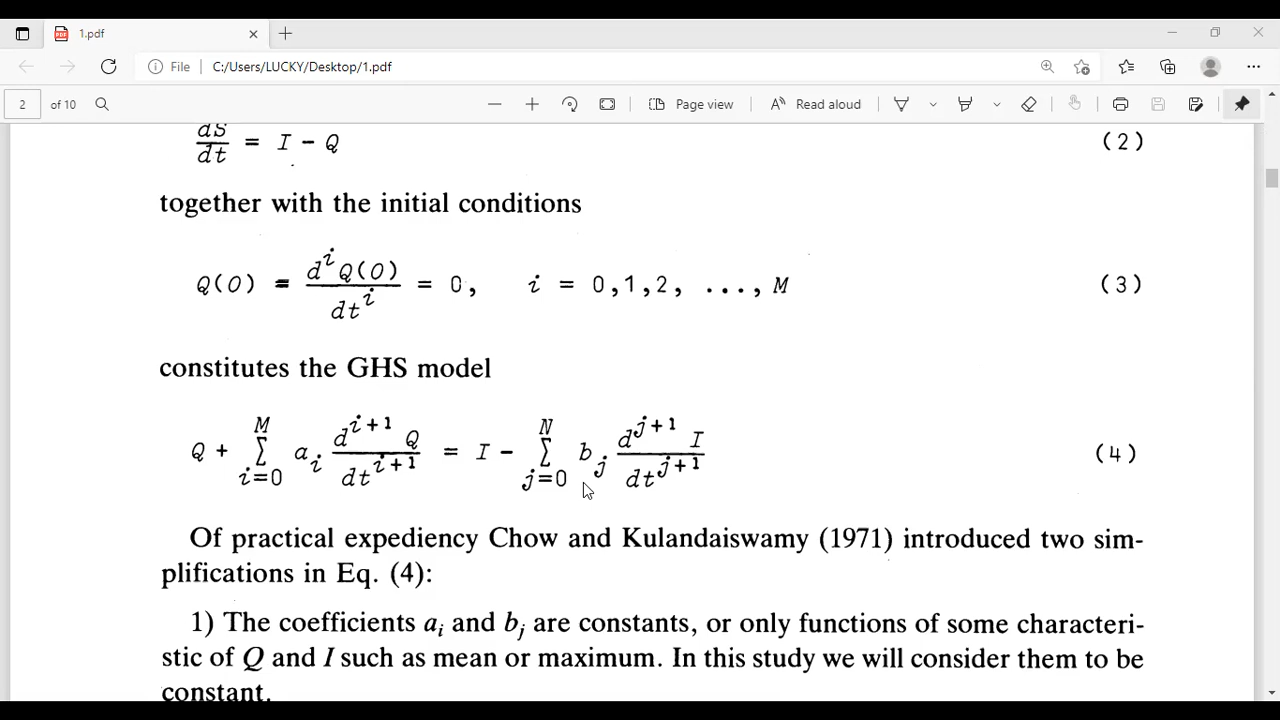 1.pdf
File C:/Users/LUCKY/Desktop/1.pdf
2 of 10 Page view Read aloud
dS/dt = I - Q (2)
together with the initial conditions
Q(0) = d^i Q(0)/dt^i = 0, i = 0,1,2, ..., M (3)
constitutes the GHS model
Q + Σ_{i=0}^{M} a_i d^{i+1} Q/dt^{i+1} = I - Σ_{j=0}^{N} b_j d^{j+1} I/dt^{j+1} (4)
Of practical expediency Chow and Kulandaiswamy (1971) introduced two sim-
plifications in Eq. (4):
1) The coefficients a_i and b_j are constants, or only functions of some characteri-
stic of Q and I such as mean or maximum. In this study we will consider them to be
constant.